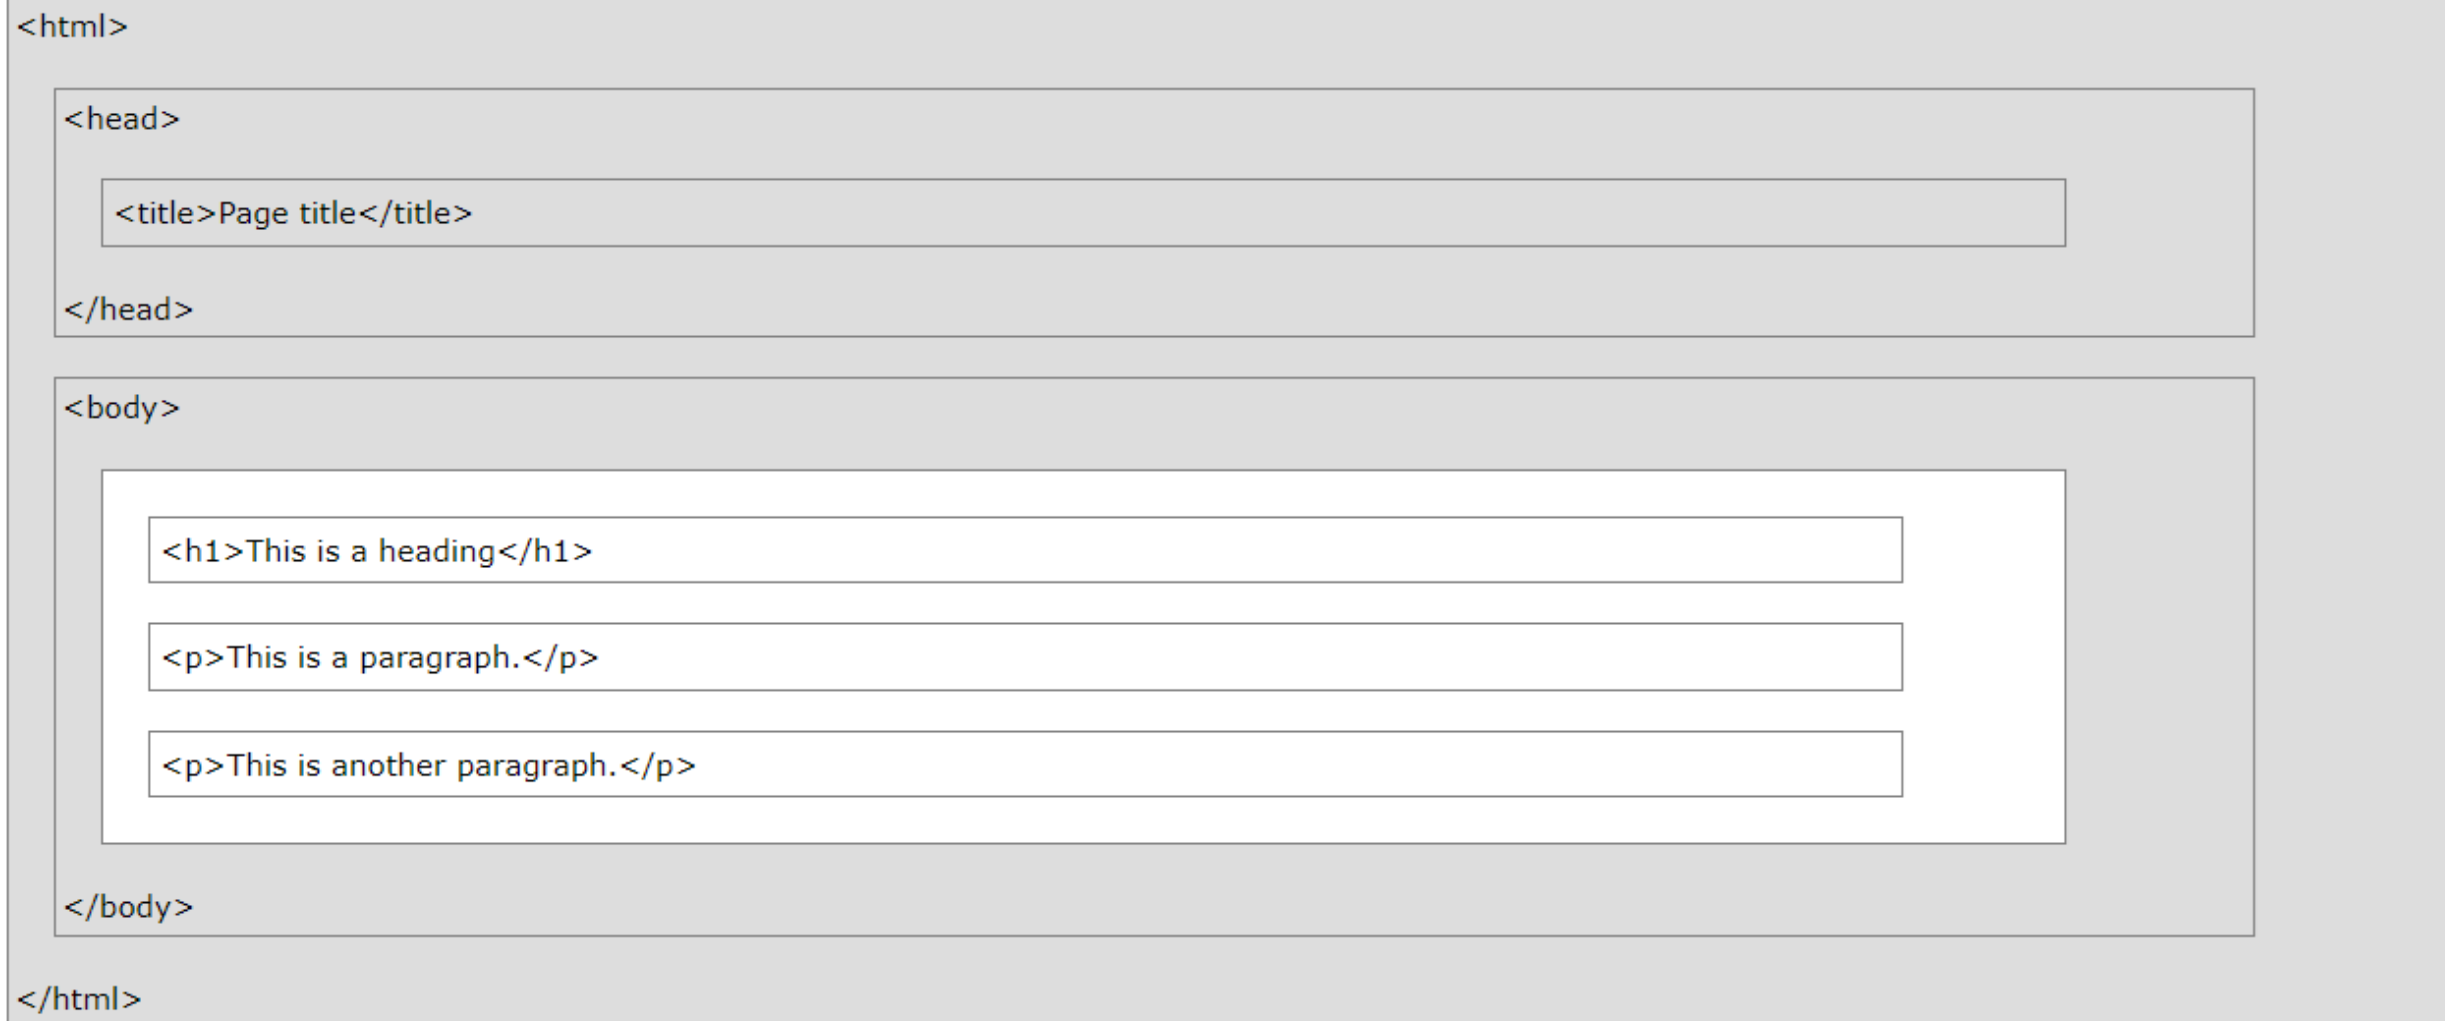 <html>
<head>
<title>Page title</title>
</head>
<body>
<h1>This is a heading</h1>
<p>This is a paragraph.</p>
<p>This is another paragraph.</p>
</body>
</html>